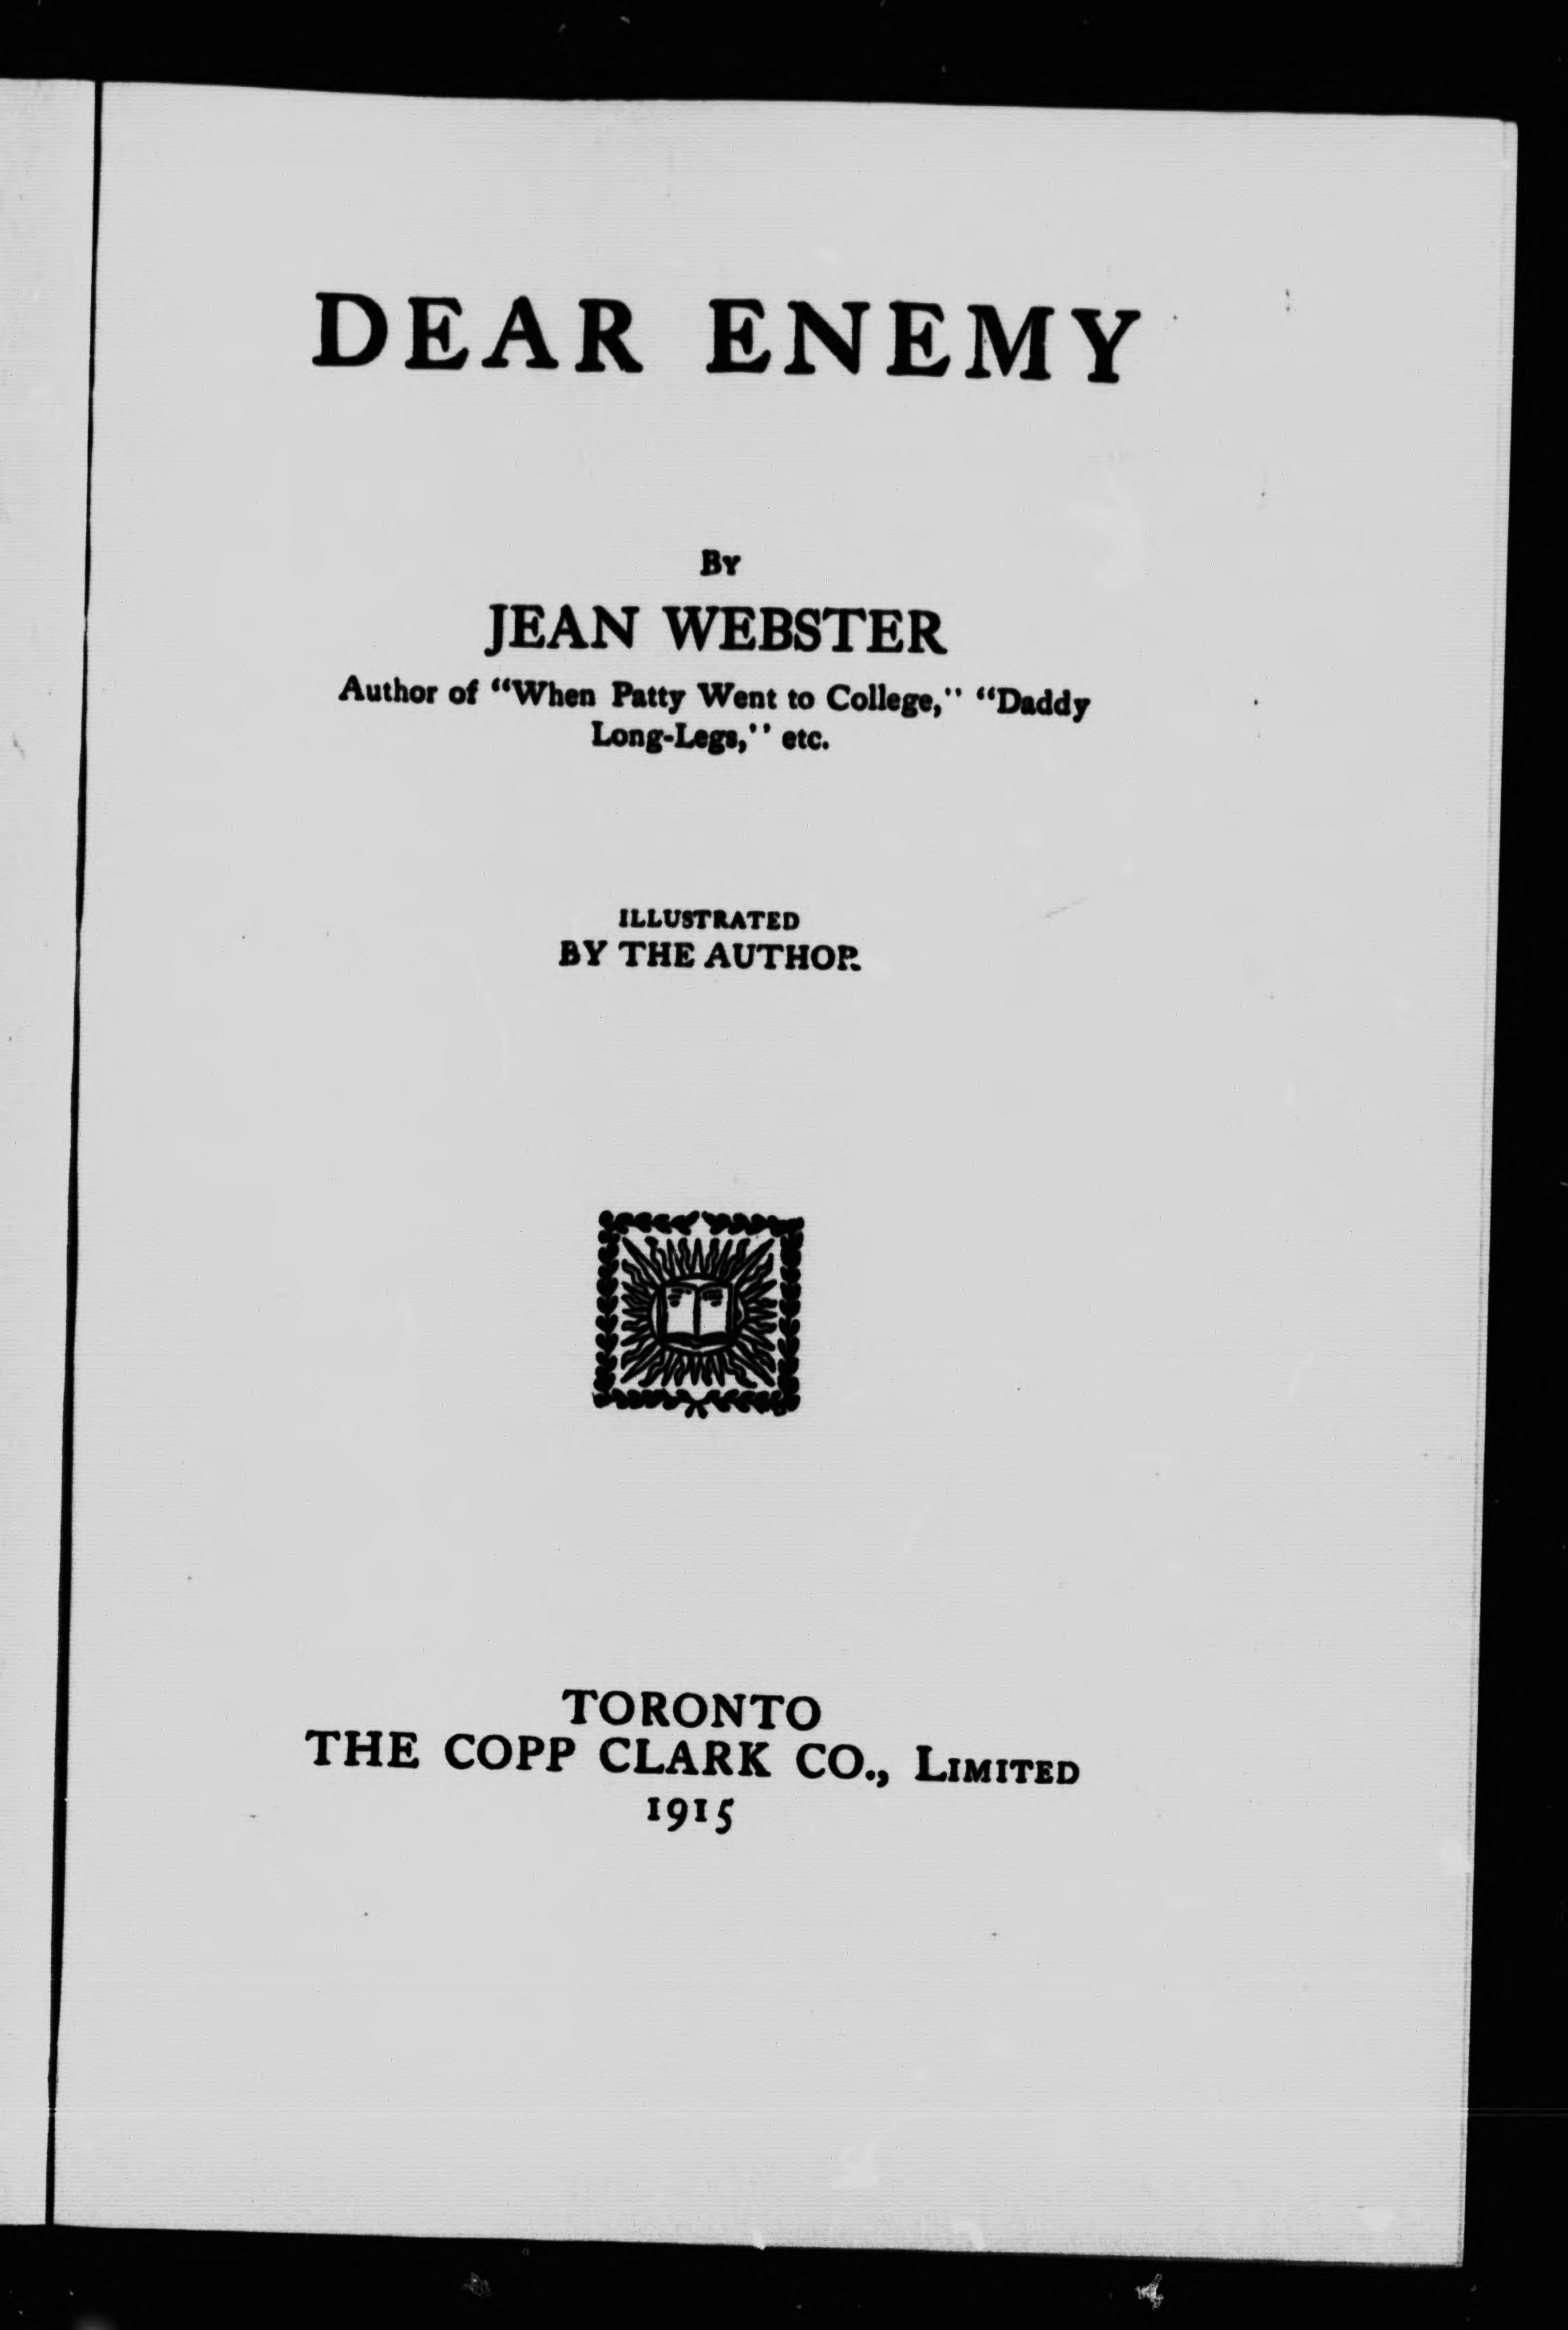 DEAR ENEMY
BY
JEAN WEBSTER
Author of "When Patty Went to College," "Daddy
Long-Legs," etc.
ILLUSTRATED
BY THE AUTHOR
TORONTO
THE COPP CLARK CO., LIMITED
1915